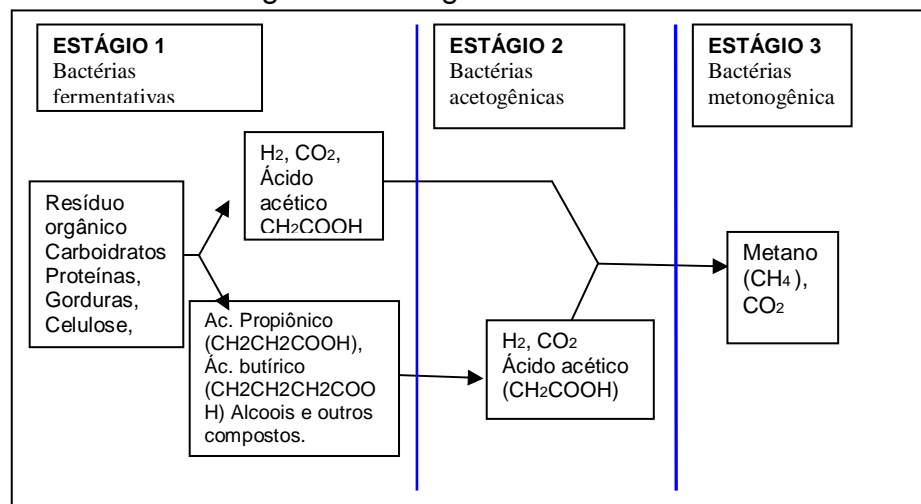 ESTÁGIO 1
Bactérias
fermentativas
ESTÁGIO 2
Bactérias
acetogênicas
ESTÁGIO 3
Bactérias
metonogênica
H2, CO2,
Ácido
acético
CH2COOH
Resíduo
orgânico
Carboidratos
Proteínas,
Gorduras,
Celulose,
Ac. Propiônico
(CH2CH2COOH),
Ác. butírico
(CH2CH2CH2COO
H) Alcoois e outros
compostos.
H2, CO2
Ácido acético
(CH2COOH)
Metano
(CH4 ),
CO2